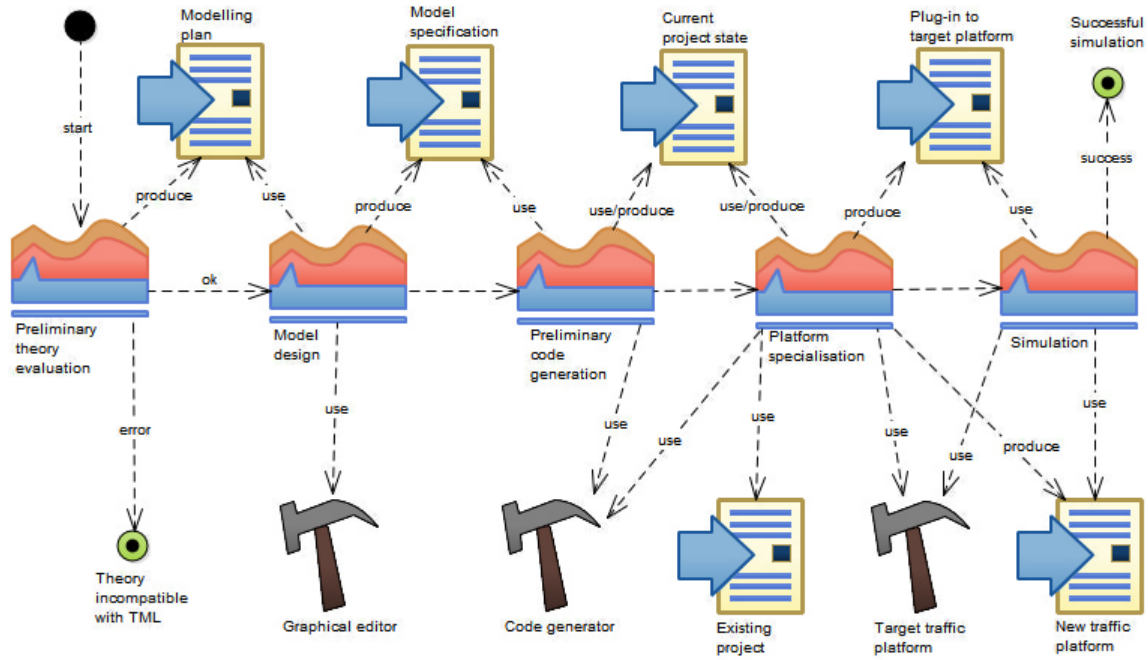 Modelling
plan
Model
specification
Current
project state
Plug-in to
target platform
Successful
simulation
start
success
produce
use
produce
use
use/produce
use/produce
produce
use
ok
Preliminary
theory
evaluation
Model
design
Preliminary
code
generation
Platform
specialisation
Simulation
error
use
use
use
use
use
use
produce
use
Theory
incompatible
with TML
Graphical editor
Code generator
Existing
project
Target traffic
platform
New traffic
platform